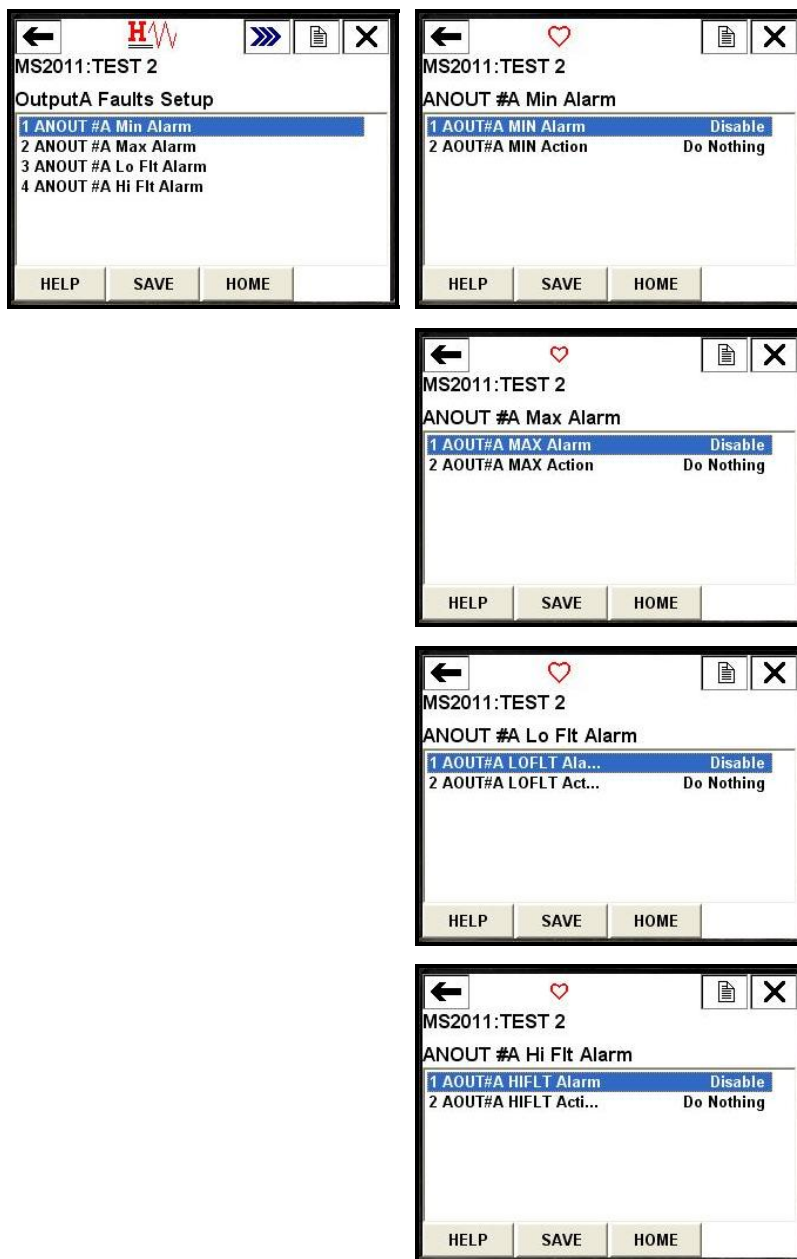 H
MS2011:TEST 2
OutputA Faults Setup
1 ANOUT #A Min Alarm
2 ANOUT #A Max Alarm
3 ANOUT #A Lo Flt Alarm
4 ANOUT #A Hi Flt Alarm
HELP SAVE HOME
MS2011:TEST 2
ANOUT #A Min Alarm
1 AOUT#A MIN Alarm Disable
2 AOUT#A MIN Action Do Nothing
HELP SAVE HOME
MS2011:TEST 2
ANOUT #A Max Alarm
1 AOUT#A MAX Alarm Disable
2 AOUT#A MAX Action Do Nothing
HELP SAVE HOME
MS2011:TEST 2
ANOUT #A Lo Flt Alarm
1 AOUT#A LOFLT Ala... Disable
2 AOUT#A LOFLT Act... Do Nothing
HELP SAVE HOME
MS2011:TEST 2
ANOUT #A Hi Flt Alarm
1 AOUT#A HIFLT Alarm Disable
2 AOUT#A HIFLT Acti... Do Nothing
HELP SAVE HOME